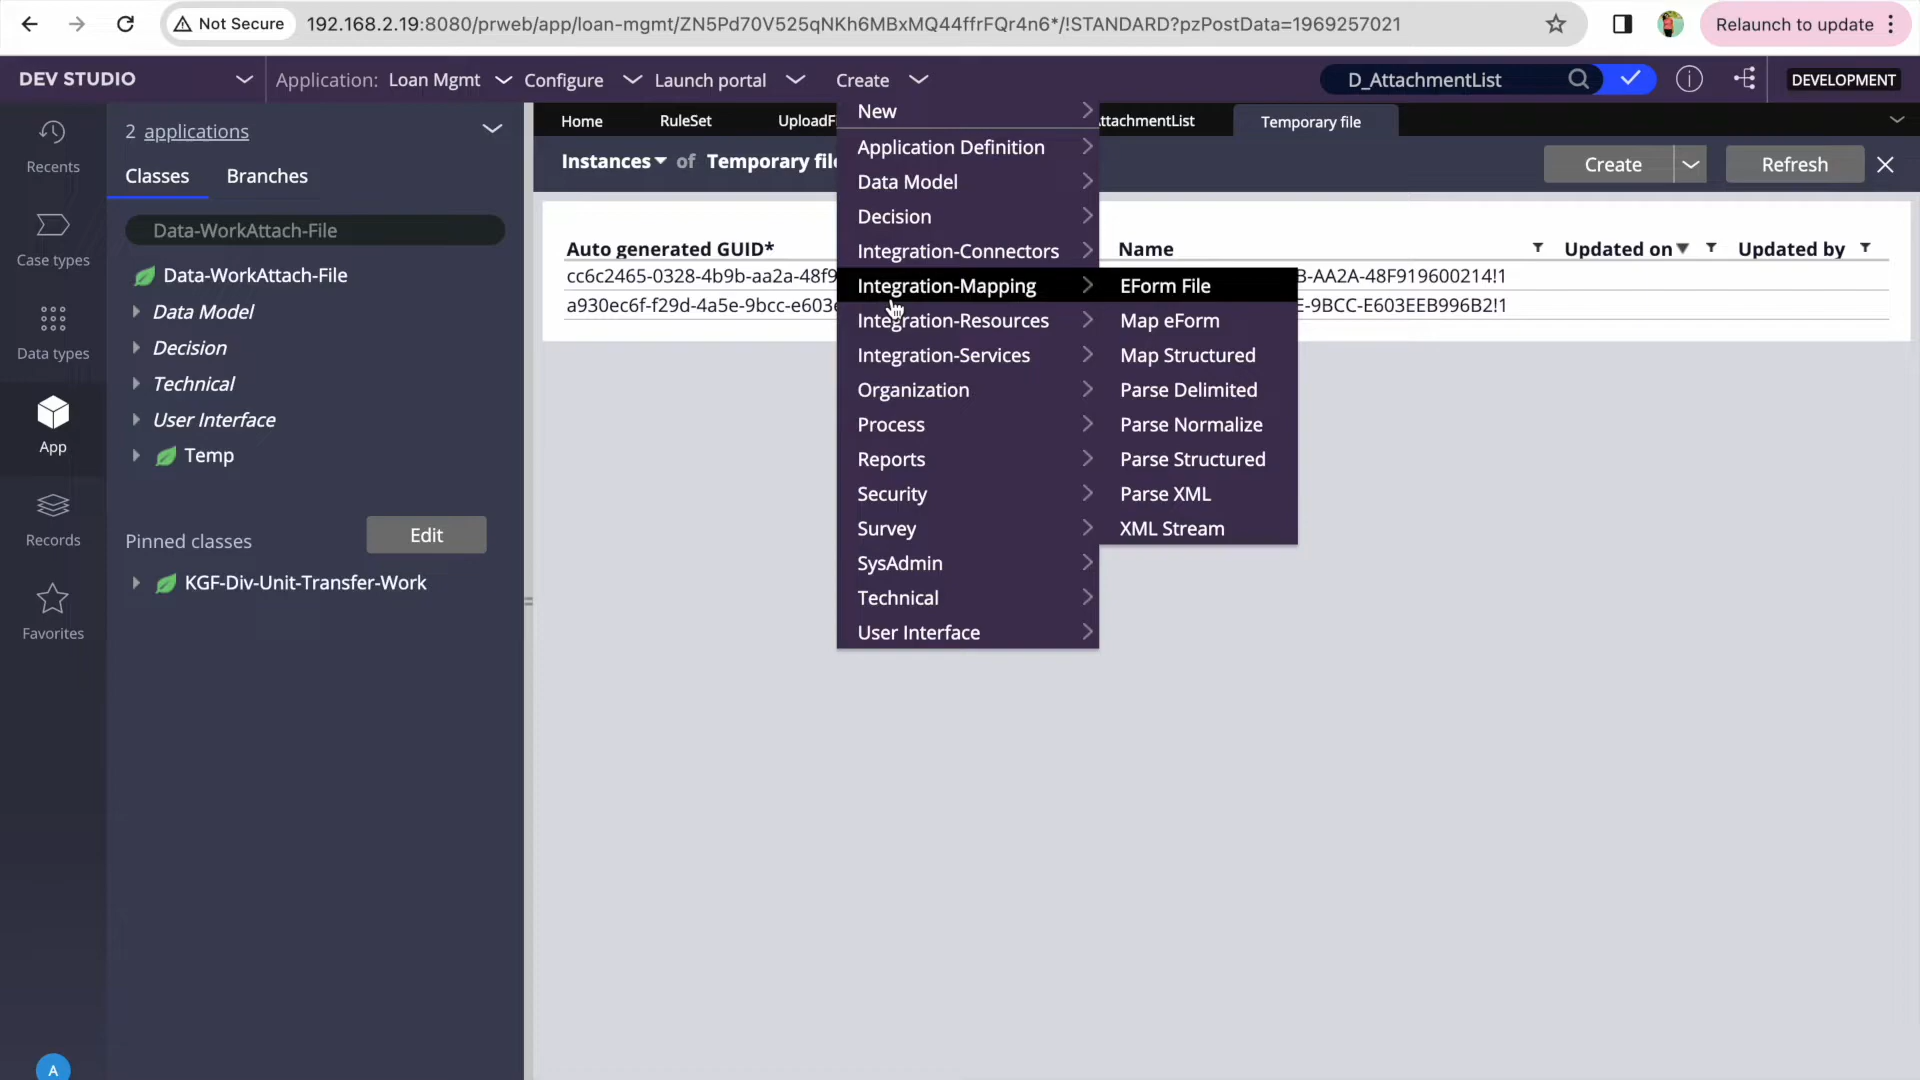 Not Secure 192.168.2.19:8080/prweb/app/loan-mgmt/ZN5Pd70V525qNKh6MBxMQ44ffrFQr4n6*/!STANDARD?pzPostData=1969257021 Relaunch to update
DEV STUDIO Application: Loan Mgmt Configure Launch portal Create D_AttachmentList DEVELOPMENT
Home RuleSet UploadF ttachmentList Temporary file
Instances of Temporary file Create Refresh
Auto generated GUID* Name Updated on Updated by
cc6c2465-0328-4b9b-aa2a-48f9 B-AA2A-48F919600214!1
a930ec6f-f29d-4a5e-9bcc-e603e E-9BCC-E603EEB996B2!1
New
Application Definition
Data Model
Decision
Integration-Connectors
Integration-Mapping
Integration-Resources
Integration-Services
Organization
Process
Reports
Security
Survey
SysAdmin
Technical
User Interface
EForm File
Map eForm
Map Structured
Parse Delimited
Parse Normalize
Parse Structured
Parse XML
XML Stream
Recents
Case types
Data types
App
Records
Favorites
A
2 applications
Classes Branches
Data-WorkAttach-File
Data-WorkAttach-File
Data Model
Decision
Technical
User Interface
Temp
Pinned classes Edit
KGF-Div-Unit-Transfer-Work